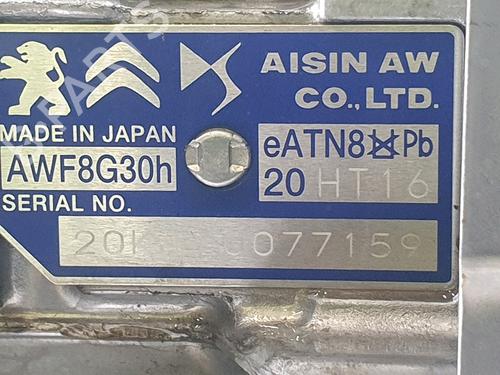 AISIN AW
CO.,LTD.
MADE IN JAPAN
AWF8G30h
eATN8 Pb
20 HT16
SERIAL NO.
077159